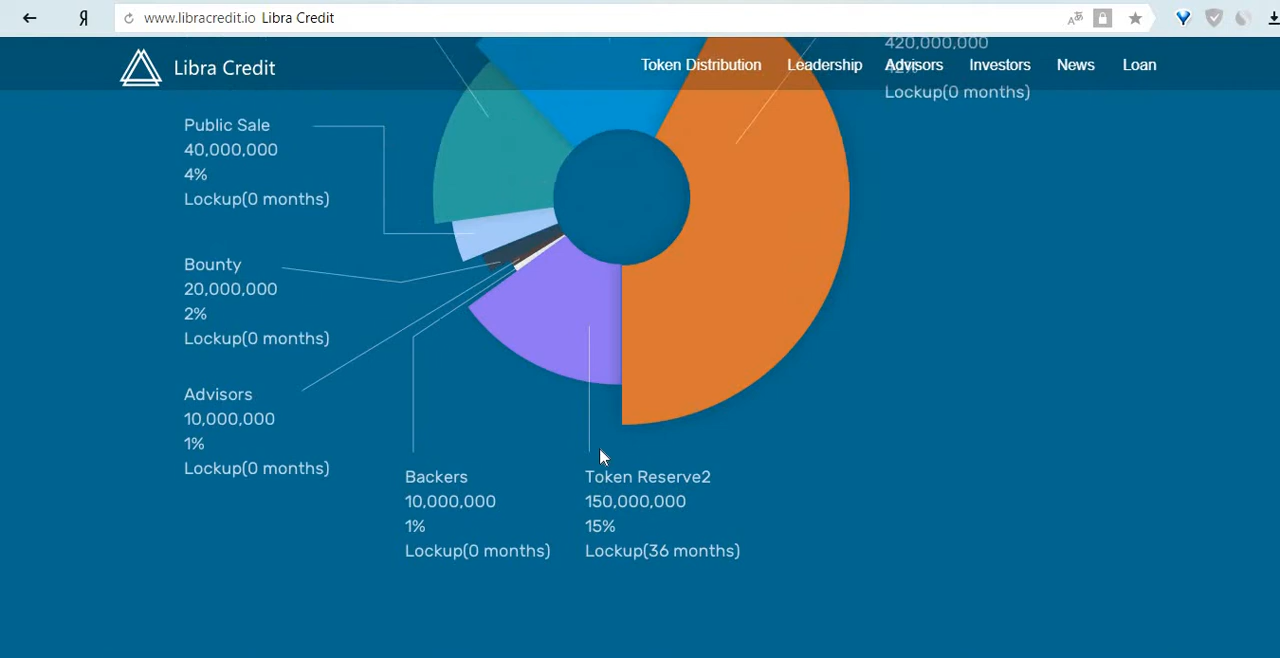 Я
www.libracredit.io Libra Credit
Libra Credit
Token Distribution
Leadership
Advisors
Investors
News
Loan
420,000,000
42%
Lockup(0 months)
Public Sale
40,000,000
4%
Lockup(0 months)
Bounty
20,000,000
2%
Lockup(0 months)
Advisors
10,000,000
1%
Lockup(0 months)
Backers
10,000,000
1%
Lockup(0 months)
Token Reserve2
150,000,000
15%
Lockup(36 months)